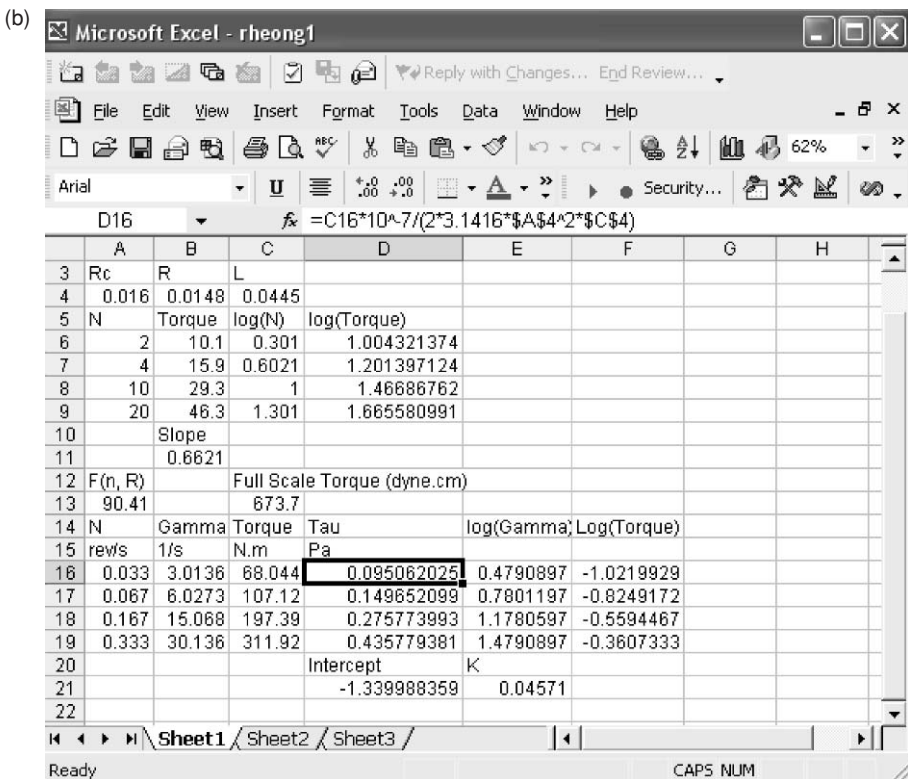 (b)
Microsoft Excel - rheong1
Reply with Changes... End Review...
File Edit View Insert Format Tools Data Window Help
ABC 62%
Arial U .00 .00 A Security...
D16 fx =C16*10^-7/(2*3.1416*$A$4^2*$C$4)
A B C D E F G H
3 Rc R L
4 0.016 0.0148 0.0445
5 N Torque log(N) log(Torque)
6 2 10.1 0.301 1.004321374
7 4 15.9 0.6021 1.201397124
8 10 29.3 1 1.46686762
9 20 46.3 1.301 1.665580991
10 Slope
11 0.6621
12 F(n, R) Full Scale Torque (dyne.cm)
13 90.41 673.7
14 N Gamma Torque Tau log(Gamma) Log(Torque)
15 rev/s 1/s N.m Pa
16 0.033 3.0136 68.044 0.095062025 0.4790897 -1.0219929
17 0.067 6.0273 107.12 0.149652099 0.7801197 -0.8249172
18 0.167 15.068 197.39 0.275773993 1.1780597 -0.5594467
19 0.333 30.136 311.92 0.435779381 1.4790897 -0.3607333
20 Intercept K
21 -1.339988359 0.04571
22
Sheet1 / Sheet2 / Sheet3 /
Ready CAPS NUM